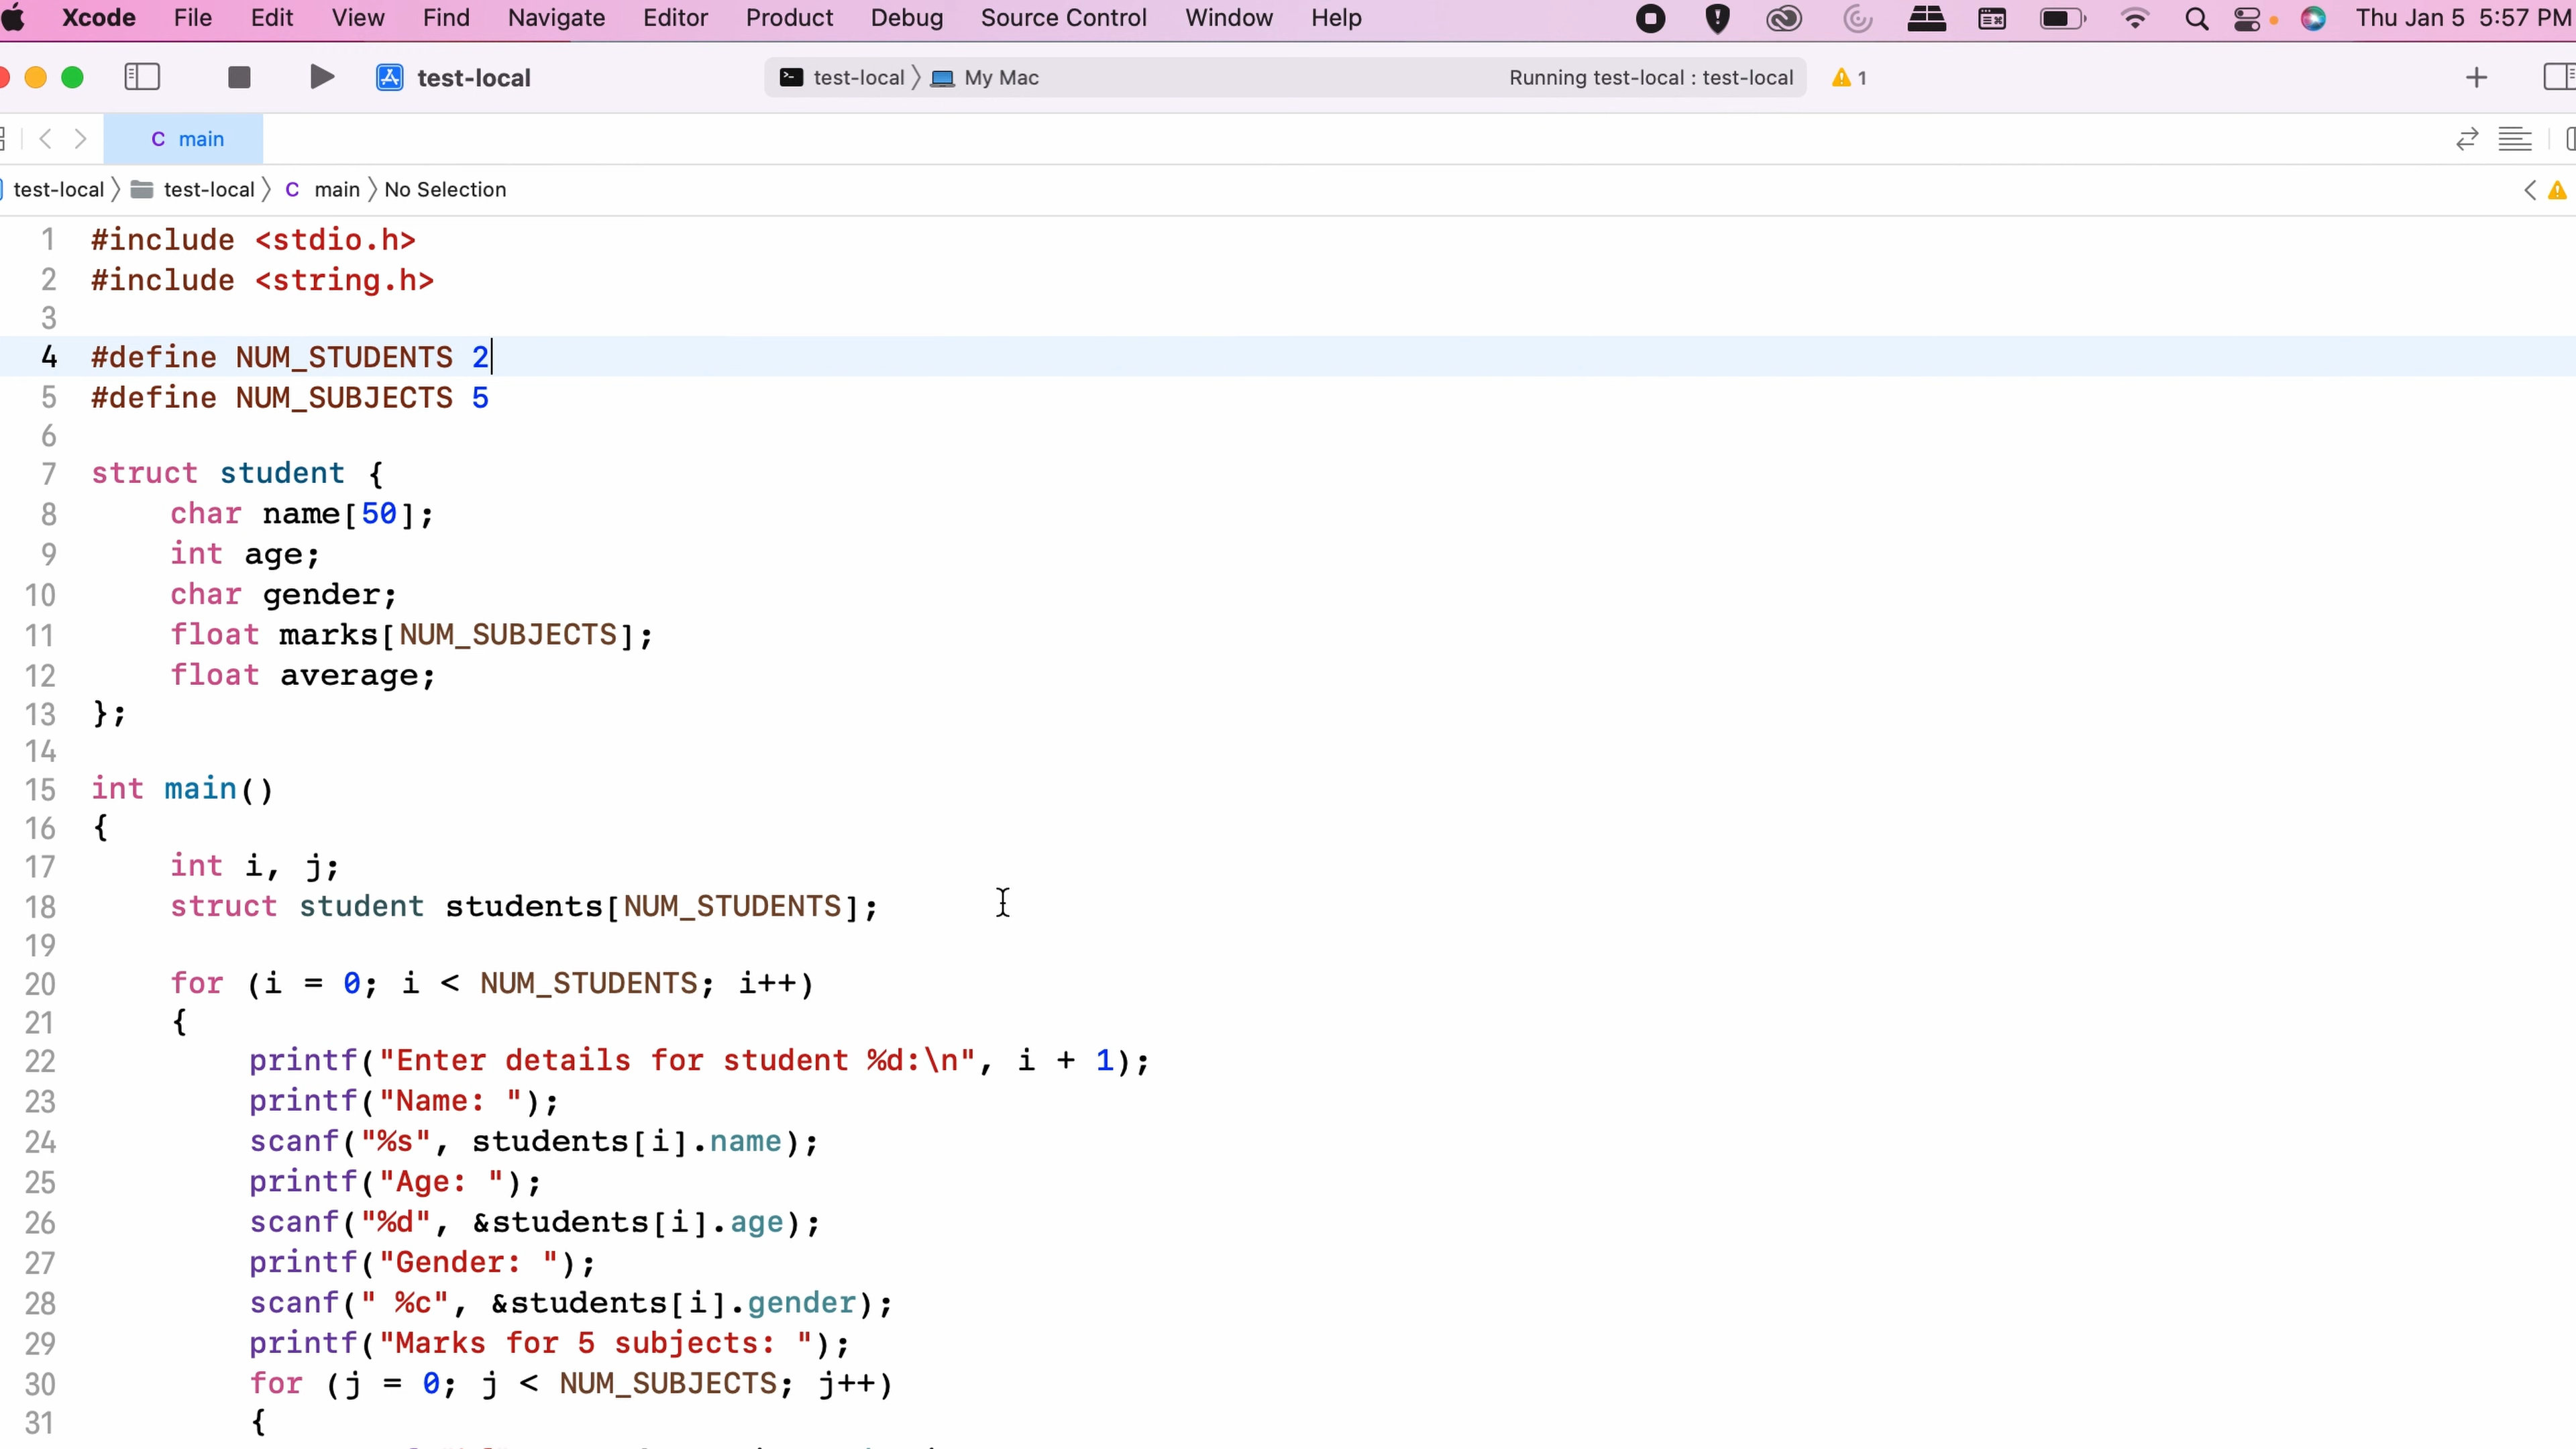 Xcode File Edit View Find Navigate Editor Product Debug Source Control Window Help Thu Jan 5 5:57 PM
test-local test-local My Mac Running test-local : test-local 1
C main
test-local test-local C main No Selection
1 #include <stdio.h>
2 #include <string.h>
3
4 #define NUM_STUDENTS 2
5 #define NUM_SUBJECTS 5
6
7 struct student {
8 char name[50];
9 int age;
10 char gender;
11 float marks[NUM_SUBJECTS];
12 float average;
13 };
14
15 int main()
16 {
17 int i, j;
18 struct student students[NUM_STUDENTS];
19
20 for (i = 0; i < NUM_STUDENTS; i++)
21 {
22 printf("Enter details for student %d:\n", i + 1);
23 printf("Name: ");
24 scanf("%s", students[i].name);
25 printf("Age: ");
26 scanf("%d", &students[i].age);
27 printf("Gender: ");
28 scanf(" %c", &students[i].gender);
29 printf("Marks for 5 subjects: ");
30 for (j = 0; j < NUM_SUBJECTS; j++)
31 {